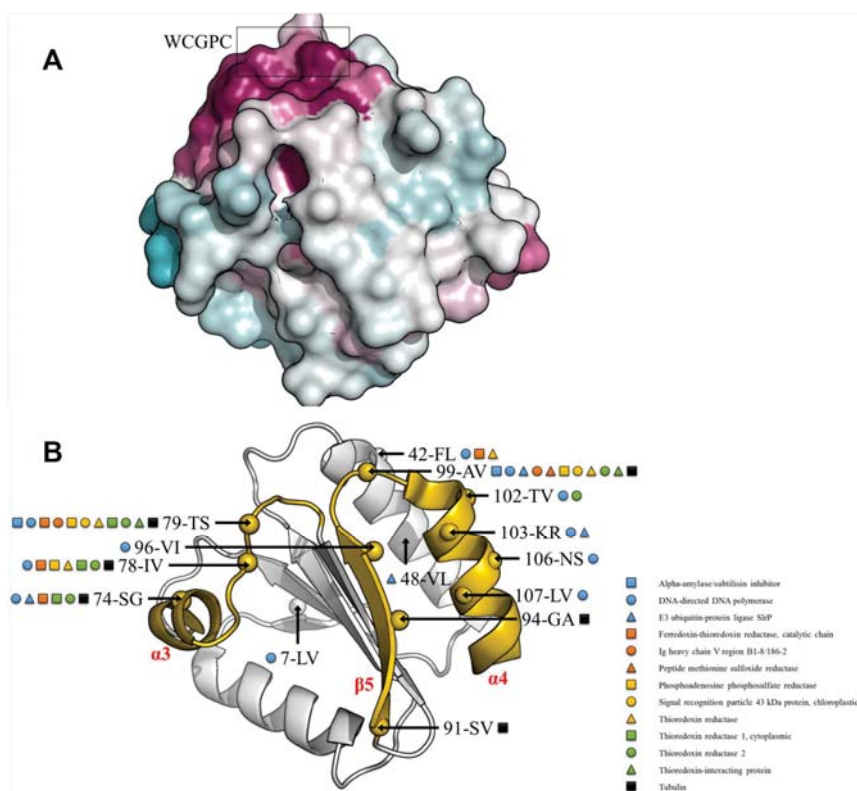 A
WCGPC
B
42-FL
99-AV
102-TV
79-TS
103-KR
96-VI
106-NS
78-IV
48-VL
107-LV
74-SG
94-GA
α3
7-LV
β5
α4
91-SV
Alpha-amylase/subtilisin inhibitor
DNA-directed DNA polymerase
E3 ubiquitin-protein ligase SlrP
Ferredoxin-thioredoxin reductase, catalytic chain
Ig heavy chain V region B1-8/186-2
Peptide methionine sulfoxide reductase
Phosphoadenosine phosphosulfate reductase
Signal recognition particle 43 kDa protein, chloroplastic
Thioredoxin reductase
Thioredoxin reductase 1, cytoplasmic
Thioredoxin reductase 2
Thioredoxin-interacting protein
Tubulin